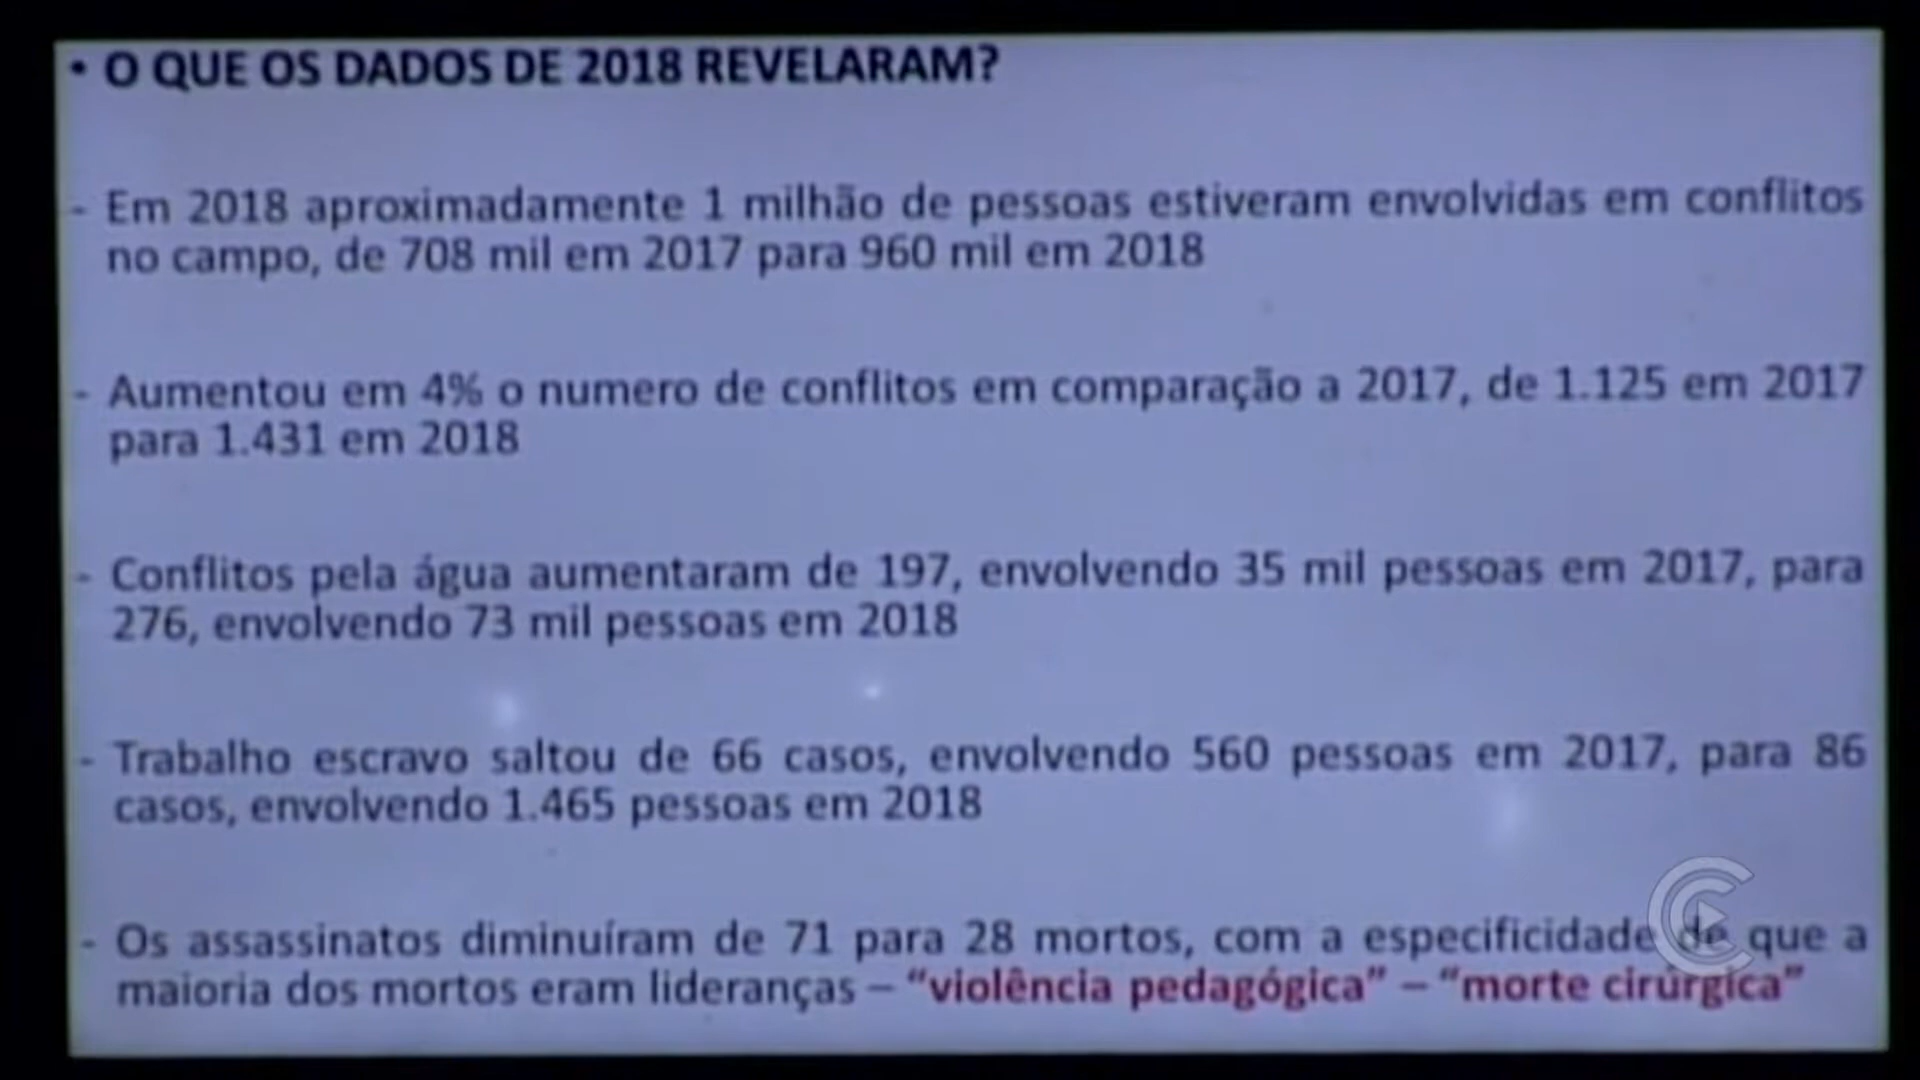 • O QUE OS DADOS DE 2018 REVELARAM?
- Em 2018 aproximadamente 1 milhão de pessoas estiveram envolvidas em conflitos
no campo, de 708 mil em 2017 para 960 mil em 2018
- Aumentou em 4% o numero de conflitos em comparação a 2017, de 1.125 em 2017
para 1.431 em 2018
- Conflitos pela água aumentaram de 197, envolvendo 35 mil pessoas em 2017, para
276, envolvendo 73 mil pessoas em 2018
- Trabalho escravo saltou de 66 casos, envolvendo 560 pessoas em 2017, para 86
casos, envolvendo 1.465 pessoas em 2018
- Os assassinatos diminuíram de 71 para 28 mortos, com a especificidade de que a
maioria dos mortos eram lideranças – “violência pedagógica” – “morte cirúrgica”